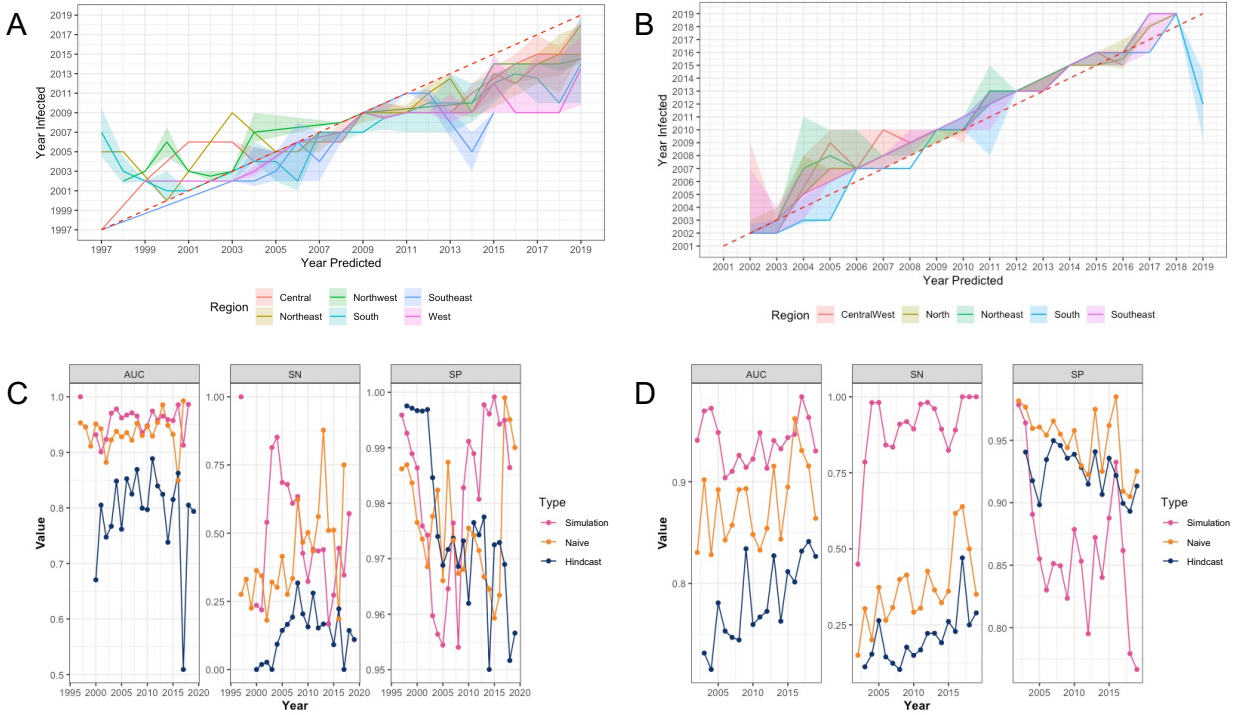 A
Year Infected
2019
2017
2015
2013
2011
2009
2007
2005
2003
2001
1999
1997
1997 1999 2001 2003 2005 2007 2009 2011 2013 2015 2017 2019
Year Predicted
Region
Central Northwest Southeast
Northeast South West
B
Year Infected
2019
2018
2017
2016
2015
2014
2013
2012
2011
2010
2009
2008
2007
2006
2005
2004
2003
2002
2001
2001 2002 2003 2004 2005 2006 2007 2008 2009 2010 2011 2012 2013 2014 2015 2016 2017 2018 2019
Year Predicted
Region CentralWest North Northeast South Southeast
C
AUC SN SP
Value
1.0
0.9
0.8
0.7
0.6
0.5
1.00
0.75
0.50
0.25
0.00
1.00
0.99
0.98
0.97
0.96
0.95
1995 2000 2005 2010 2015 2020
1995 2000 2005 2010 2015 2020
1995 2000 2005 2010 2015 2020
Year
Type
Simulation
Naive
Hindcast
D
AUC SN SP
Value
0.9
0.8
1.00
0.75
0.50
0.25
0.95
0.90
0.85
0.80
2005 2010 2015
2005 2010 2015
2005 2010 2015
Year
Type
Simulation
Naive
Hindcast